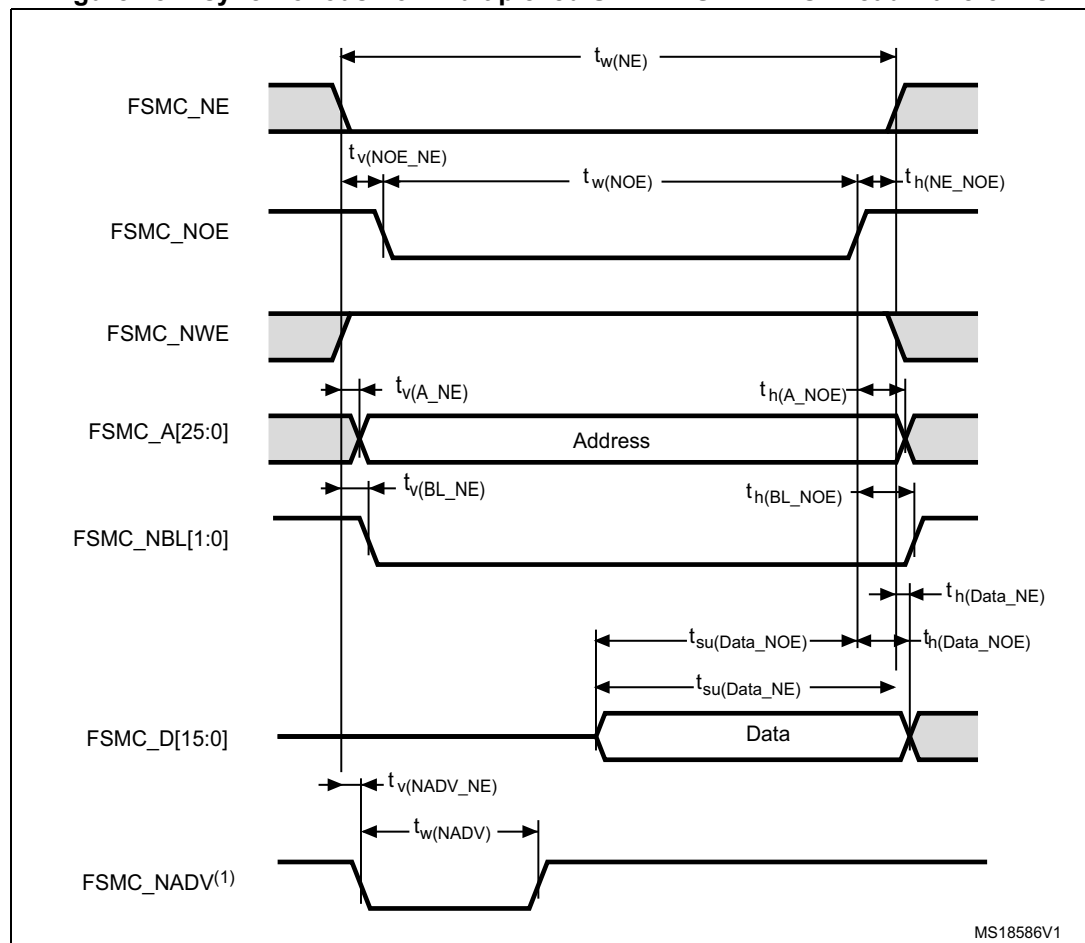 tw(NE)
FSMC_NE
tv(NOE_NE)
tw(NOE)
th(NE_NOE)
FSMC_NOE
FSMC_NWE
tv(A_NE)
th(A_NOE)
FSMC_A[25:0]
Address
tv(BL_NE)
th(BL_NOE)
FSMC_NBL[1:0]
th(Data_NE)
tsu(Data_NOE)
th(Data_NOE)
tsu(Data_NE)
FSMC_D[15:0]
Data
tv(NADV_NE)
tw(NADV)
FSMC_NADV(1)
MS18586V1